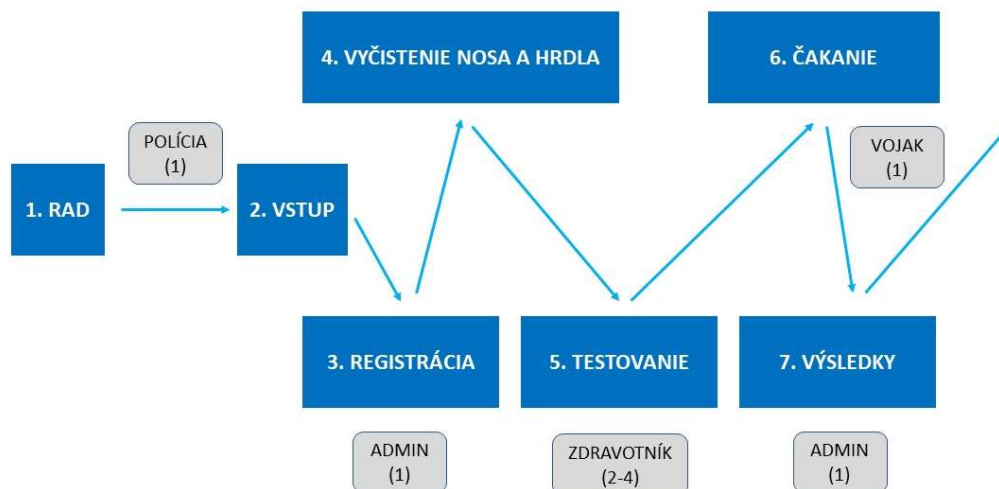 4. VYČISTENIE NOSA A HRDLA
6. ČAKANIE
POLÍCIA
(1)
VOJAK
(1)
1. RAD
2. VSTUP
3. REGISTRÁCIA
5. TESTOVANIE
7. VÝSLEDKY
ADMIN
(1)
ZDRAVOTNÍK
(2-4)
ADMIN
(1)